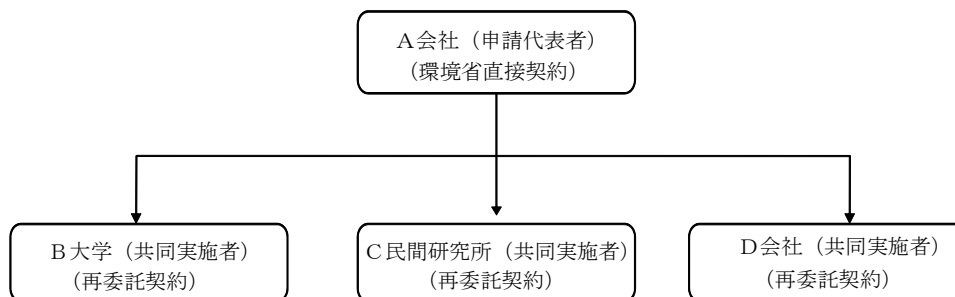 A会社（申請代表者）
（環境省直接契約）
B大学（共同実施者）
（再委託契約）
C民間研究所（共同実施者）
（再委託契約）
D会社（共同実施者）
（再委託契約）